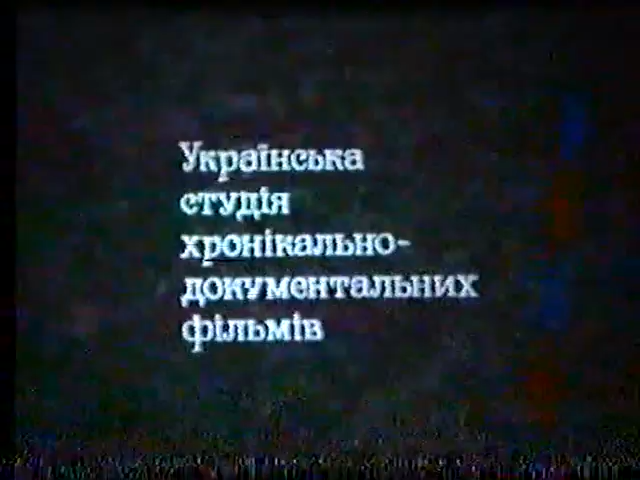 Українська
студія
хронікально-
документальних
фільмів